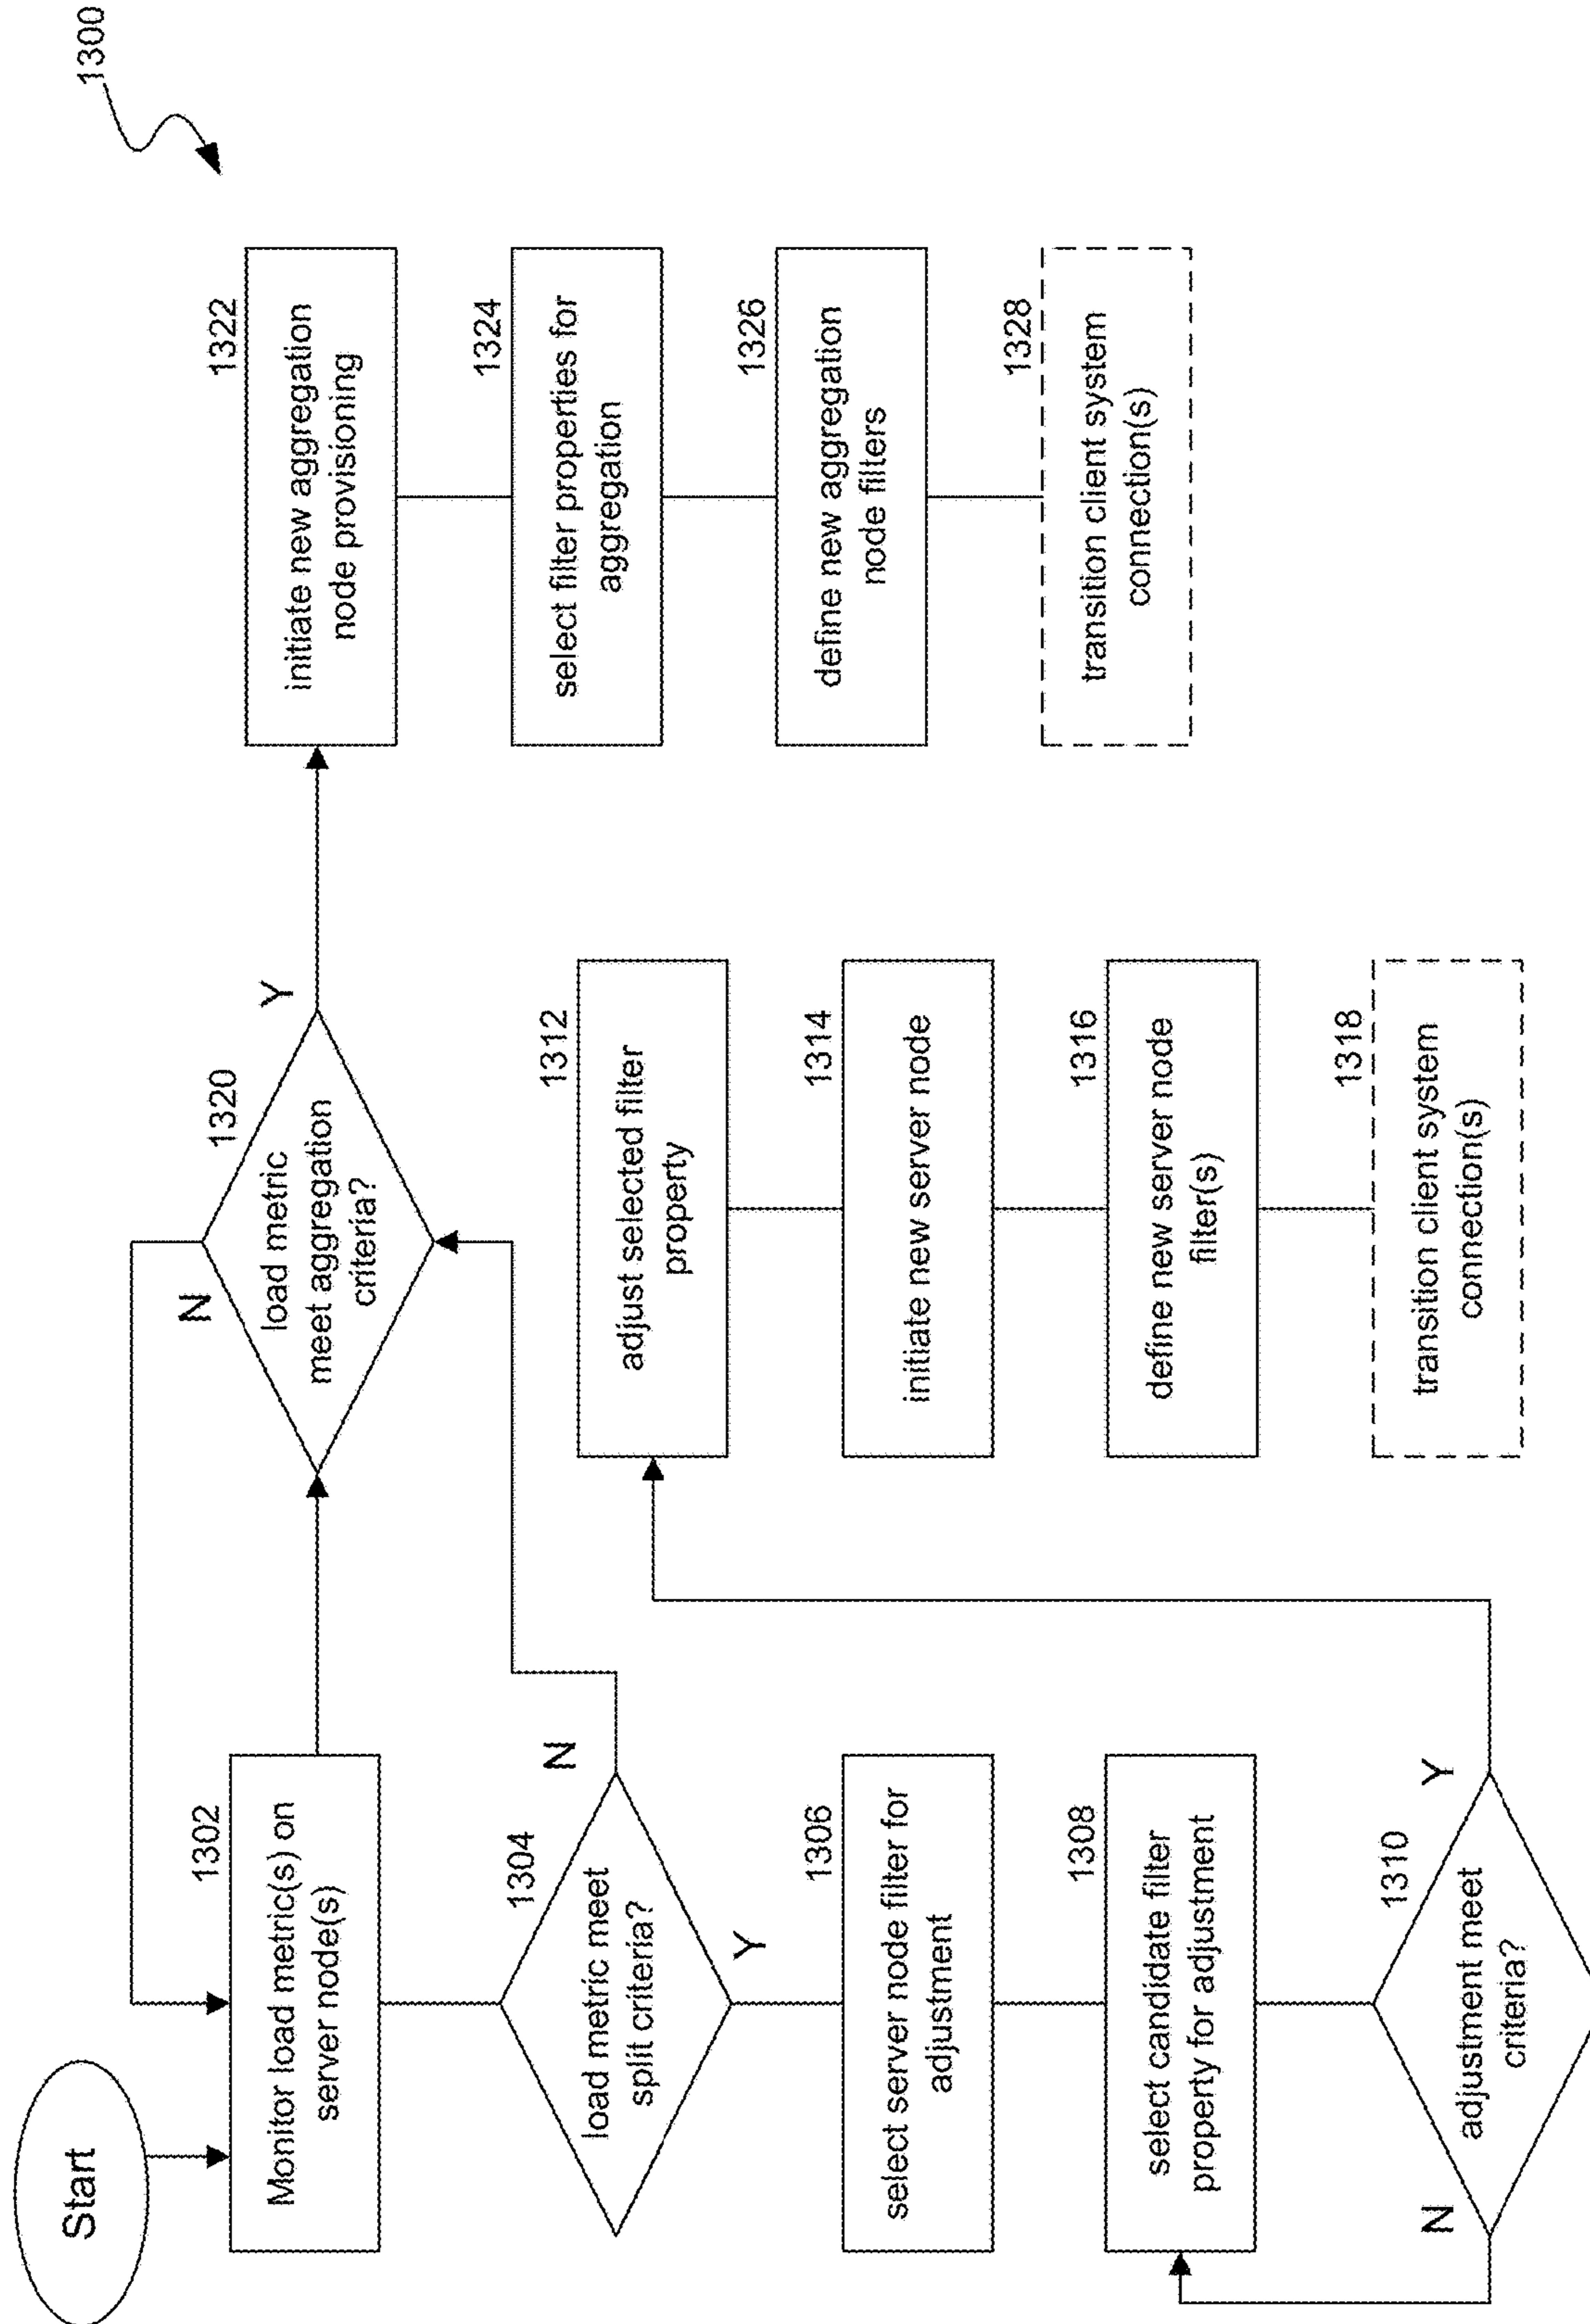 1300
Start
1302
Monitor load metric(s) on
server node(s)
1304
load metric meet
split criteria?
N
Y
1306
select server node filter for
adjustment
1308
select candidate filter
property for adjustment
1310
adjustment meet
criteria?
N
Y
1312
adjust selected filter
property
1314
initiate new server node
1316
define new server node
filter(s)
1318
transition client system
connection(s)
1320
load metric
meet aggregation
criteria?
N
Y
1322
initiate new aggregation
node provisioning
1324
select filter properties for
aggregation
1326
define new aggregation
node filters
1328
transition client system
connection(s)